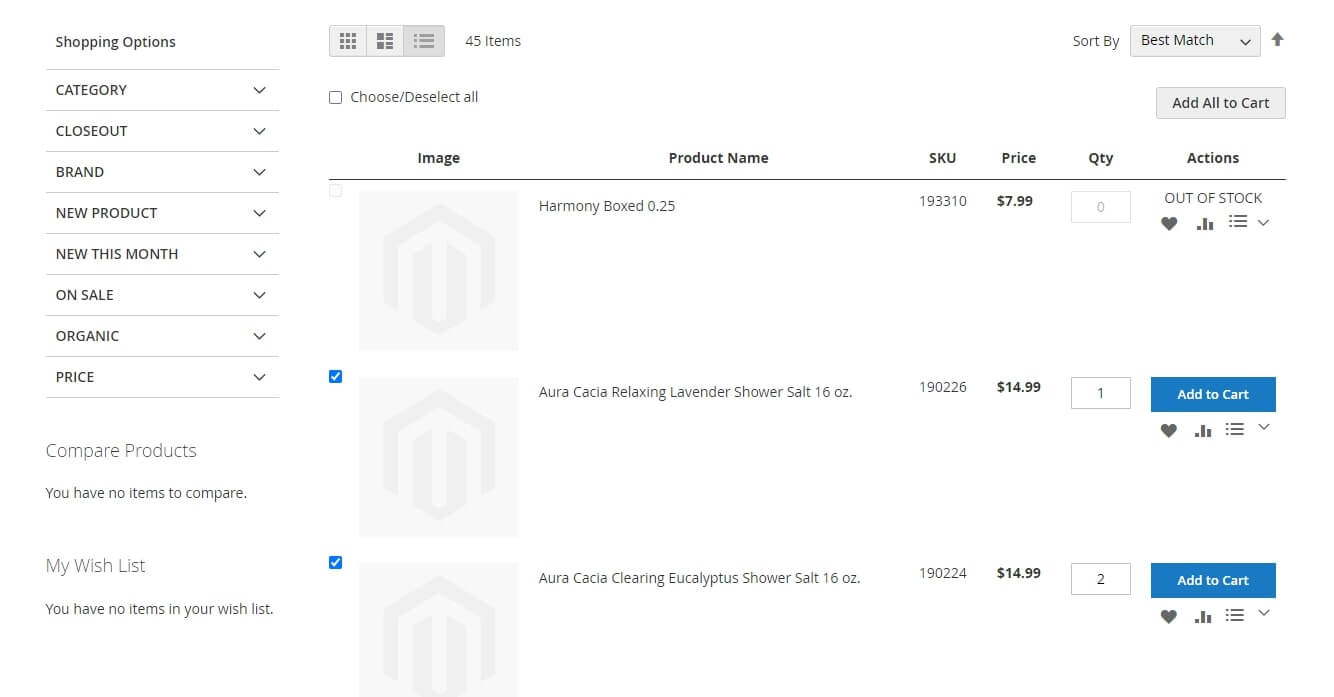 Shopping Options
CATEGORY
CLOSEOUT
BRAND
NEW PRODUCT
NEW THIS MONTH
ON SALE
ORGANIC
PRICE
Compare Products
You have no items to compare.
My Wish List
You have no items in your wish list.
45 Items
Sort By Best Match
Choose/Deselect all
Add All to Cart
Image Product Name SKU Price Qty Actions
Harmony Boxed 0.25 193310 $7.99 0 OUT OF STOCK
Aura Cacia Relaxing Lavender Shower Salt 16 oz. 190226 $14.99 1 Add to Cart
Aura Cacia Clearing Eucalyptus Shower Salt 16 oz. 190224 $14.99 2 Add to Cart